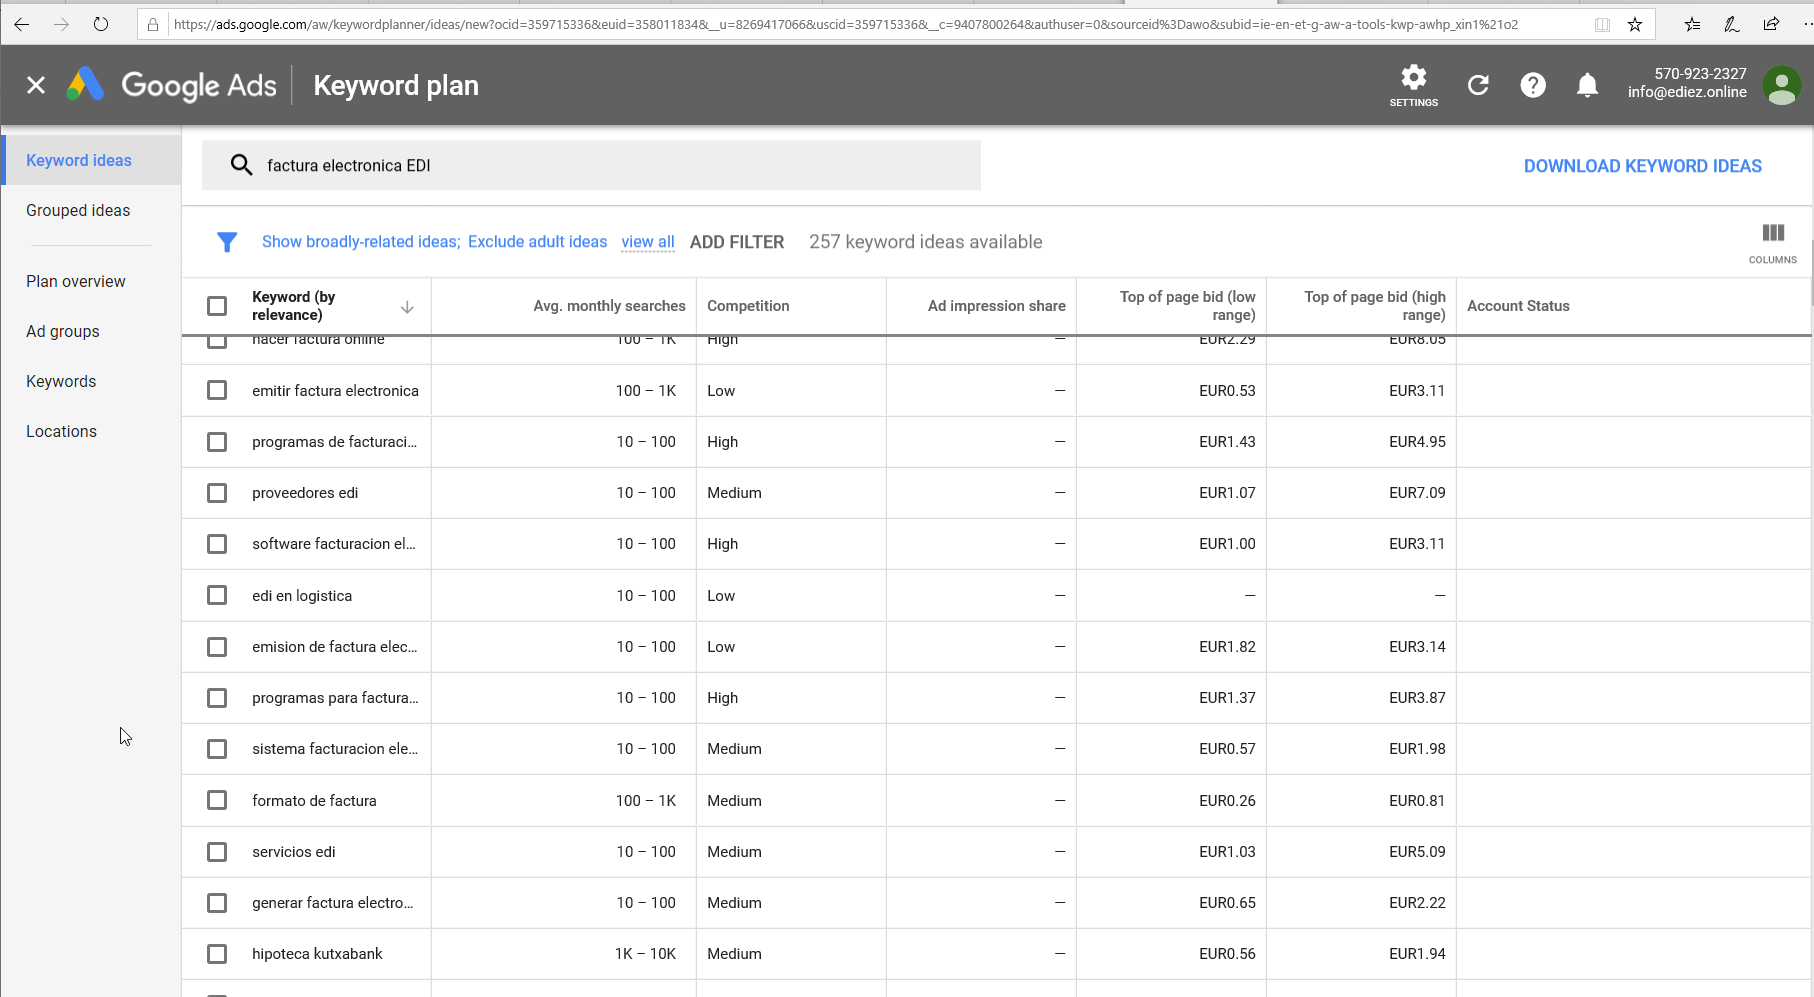 https://ads.google.com/aw/keywordplanner/ideas/new?ocid=359715336&euid=358011834&__u=8269417066&uscid=359715336&__c=9407800264&authuser=0&sourceid%3Dawo&subid=ie-en-et-g-aw-a-tools-kwp-awhp_xin1%21o2
Google Ads Keyword plan
SETTINGS
570-923-2327
info@ediez.online
Keyword ideas
Grouped ideas
Plan overview
Ad groups
Keywords
Locations
factura electronica EDI
DOWNLOAD KEYWORD IDEAS
Show broadly-related ideas; Exclude adult ideas view all ADD FILTER 257 keyword ideas available
COLUMNS
Keyword (by relevance) Avg. monthly searches Competition Ad impression share Top of page bid (low range) Top of page bid (high range) Account Status
hacer factura online 100 – 1K High — EUR2.29 EUR8.05
emitir factura electronica 100 – 1K Low — EUR0.53 EUR3.11
programas de facturaci... 10 – 100 High — EUR1.43 EUR4.95
proveedores edi 10 – 100 Medium — EUR1.07 EUR7.09
software facturacion el... 10 – 100 High — EUR1.00 EUR3.11
edi en logistica 10 – 100 Low — — —
emision de factura elec... 10 – 100 Low — EUR1.82 EUR3.14
programas para factura... 10 – 100 High — EUR1.37 EUR3.87
sistema facturacion ele... 10 – 100 Medium — EUR0.57 EUR1.98
formato de factura 100 – 1K Medium — EUR0.26 EUR0.81
servicios edi 10 – 100 Medium — EUR1.03 EUR5.09
generar factura electro... 10 – 100 Medium — EUR0.65 EUR2.22
hipoteca kutxabank 1K – 10K Medium — EUR0.56 EUR1.94